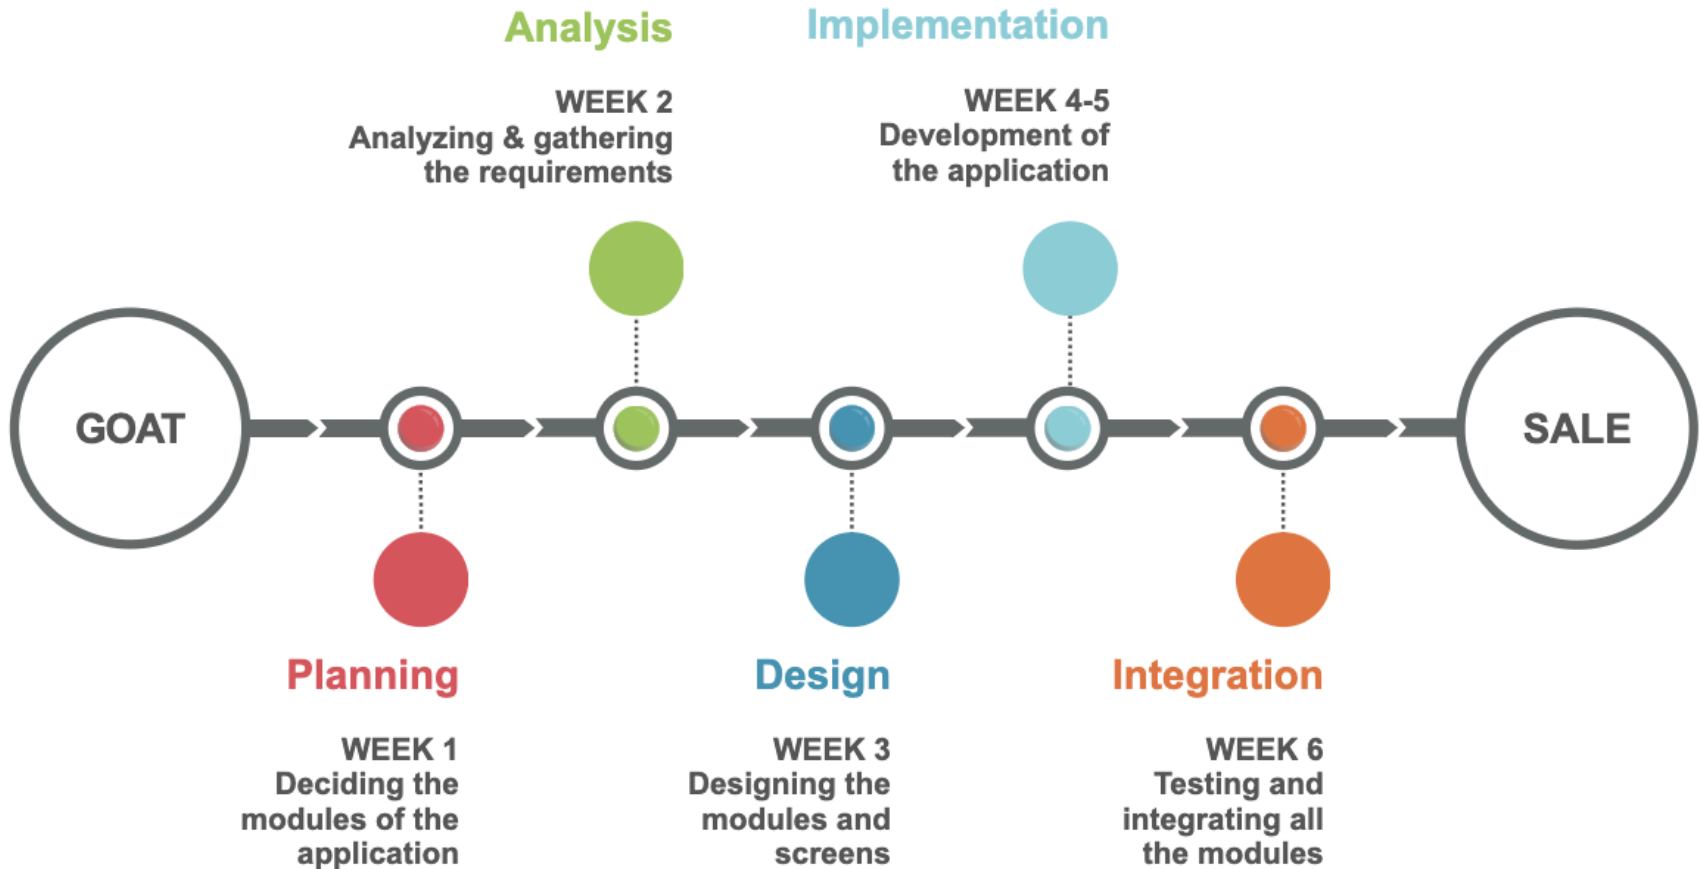 Analysis
WEEK 2
Analyzing & gathering
the requirements
Implementation
WEEK 4-5
Development of
the application
GOAT
SALE
Planning
WEEK 1
Deciding the
modules of the
application
Design
WEEK 3
Designing the
modules and
screens
Integration
WEEK 6
Testing and
integrating all
the modules